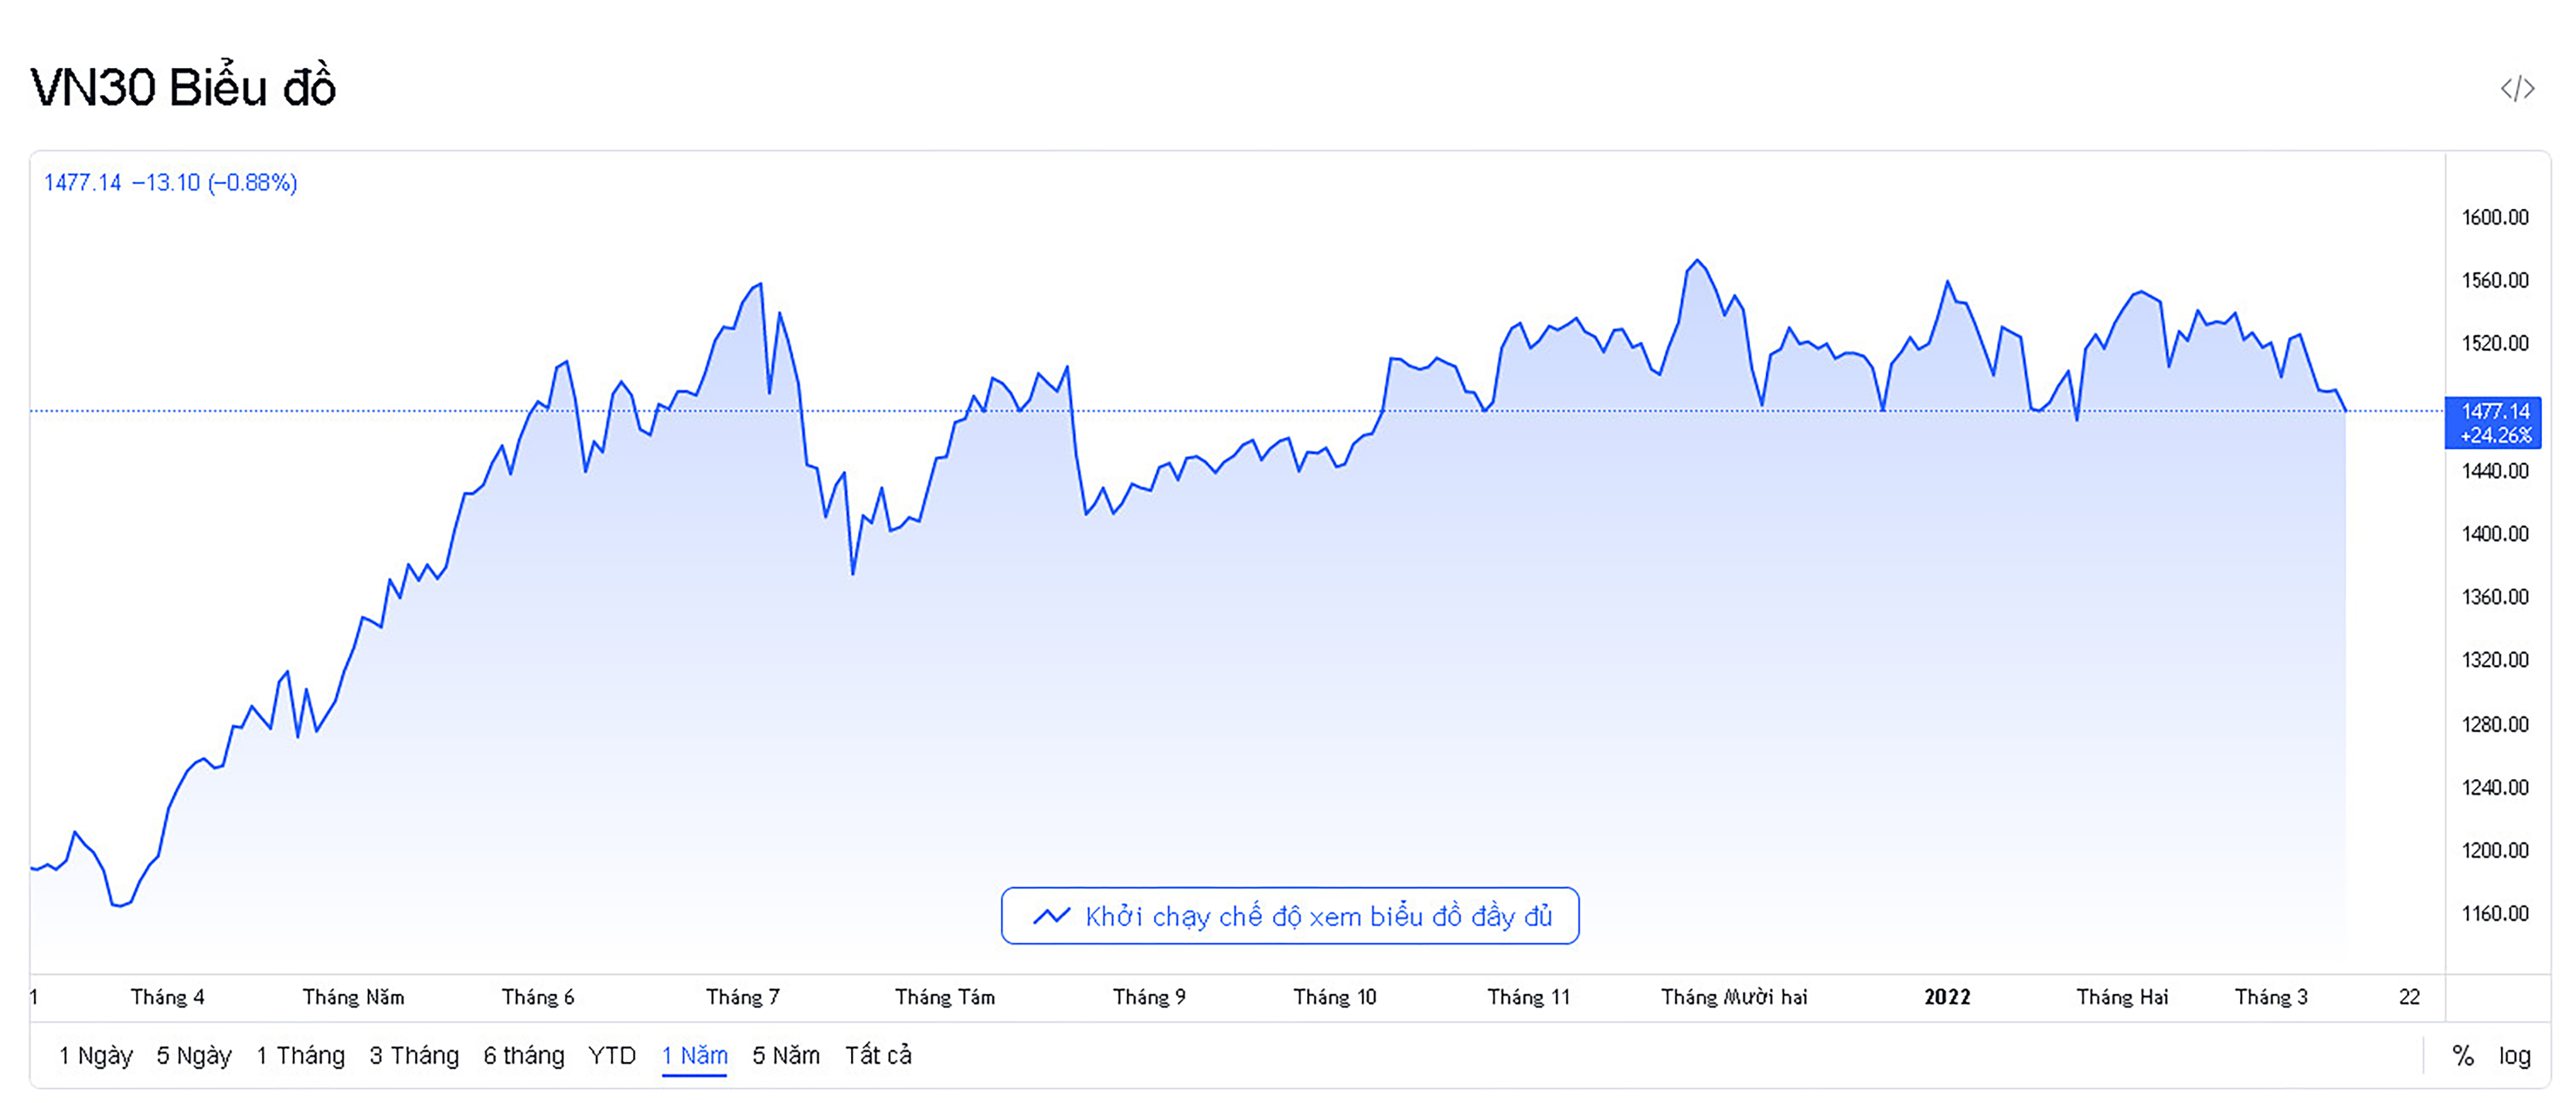 VN30 Biểu đồ
</>
1477.14 −13.10 (−0.88%)
1600.00
1560.00
1520.00
1477.14
+24.26%
1440.00
1400.00
1360.00
1320.00
1280.00
1240.00
1200.00
1160.00
Khởi chạy chế độ xem biểu đồ đầy đủ
1 Tháng 4 Tháng Năm Tháng 6 Tháng 7 Tháng Tám Tháng 9 Tháng 10 Tháng 11 Tháng Mười hai 2022 Tháng Hai Tháng 3 22
1 Ngày 5 Ngày 1 Tháng 3 Tháng 6 tháng YTD 1 Năm 5 Năm Tất cả % log